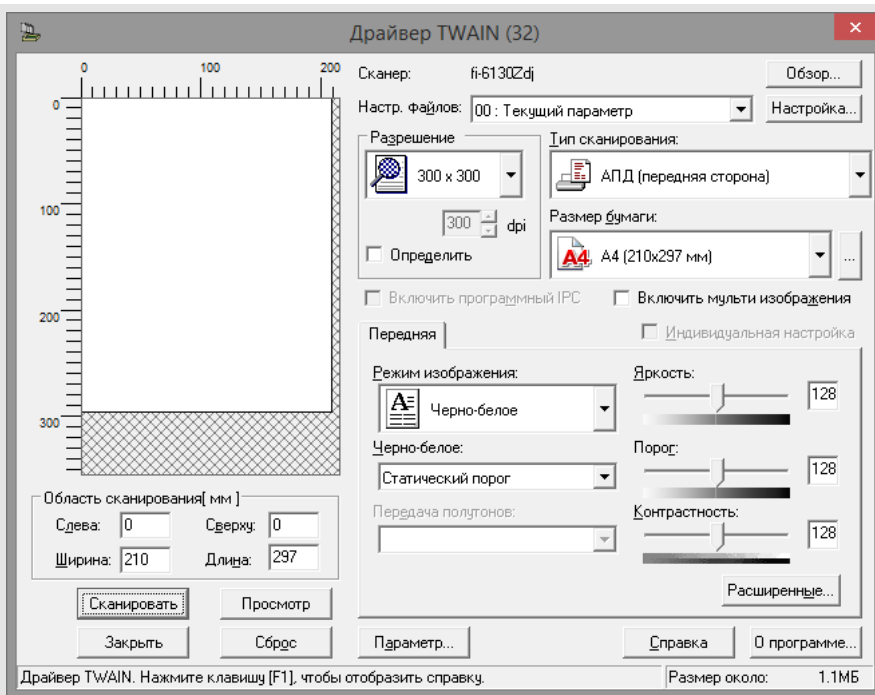 Драйвер TWAIN (32)
0 100 200
0
100
200
300
Сканер: fi-6130Zdj Обзор...
Настр. Файлов: 00 : Текущий параметр Настройка...
Разрешение
300 x 300
300 dpi
Определить
Тип сканирования:
АПД (передняя сторона)
Размер бумаги:
A4 A4 (210x297 мм) ...
Включить программный IPC Включить мульти изображения
Передняя Индивидуальная настройка
Режим изображения:
A Черно-белое
Черно-белое:
Статический порог
Передача полутонов:
Яркость:
128
Порог:
128
Контрастность:
128
Расширенные...
Область сканирования[ мм ]
Слева: 0 Сверху: 0
Ширина: 210 Длина: 297
Сканировать Просмотр
Закрыть Сброс Параметр... Справка О программе...
Драйвер TWAIN. Нажмите клавишу [F1], чтобы отобразить справку. Размер около: 1.1МБ